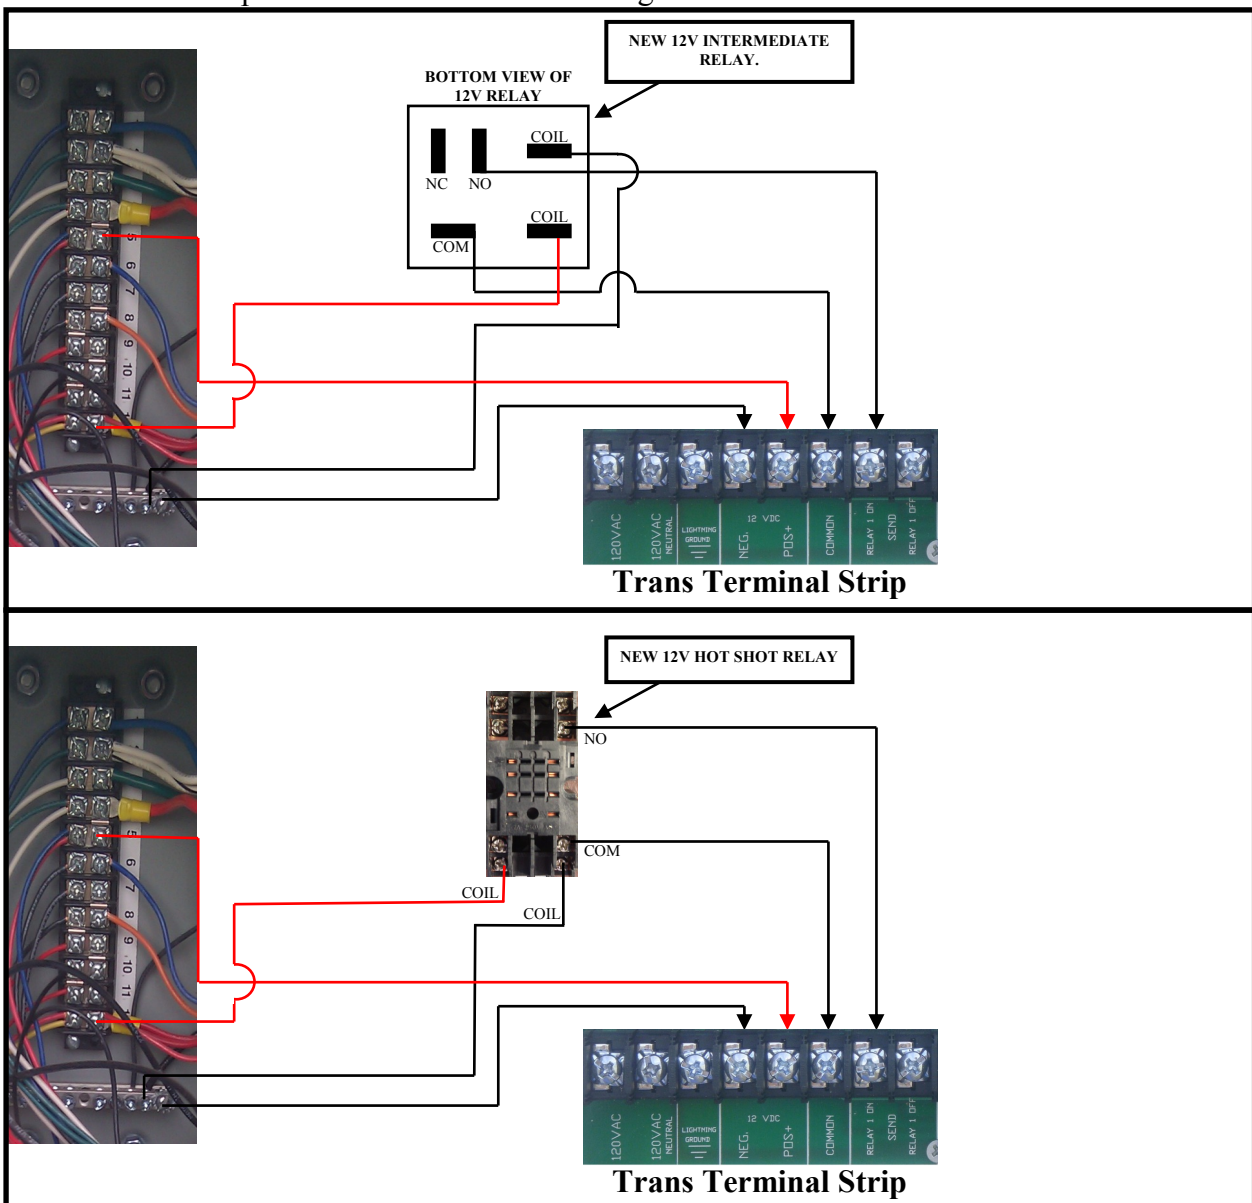 NEW 12V INTERMEDIATE
RELAY.
BOTTOM VIEW OF
12V RELAY
COIL
NC NO
COIL
COM
5
6
7
8
9
10
11
120VAC
120VAC
NEUTRAL
LIGHTNING
GROUND
12 VDC
NEG.
POS+
COMMON
RELAY 1 ON
SEND
RELAY 1 OFF
Trans Terminal Strip
NEW 12V HOT SHOT RELAY
NO
COM
COIL
COIL
5
6
7
8
9
10
11
120VAC
120VAC
NEUTRAL
LIGHTNING
GROUND
12 VDC
NEG.
POS+
COMMON
RELAY 1 ON
SEND
RELAY 1 OFF
Trans Terminal Strip